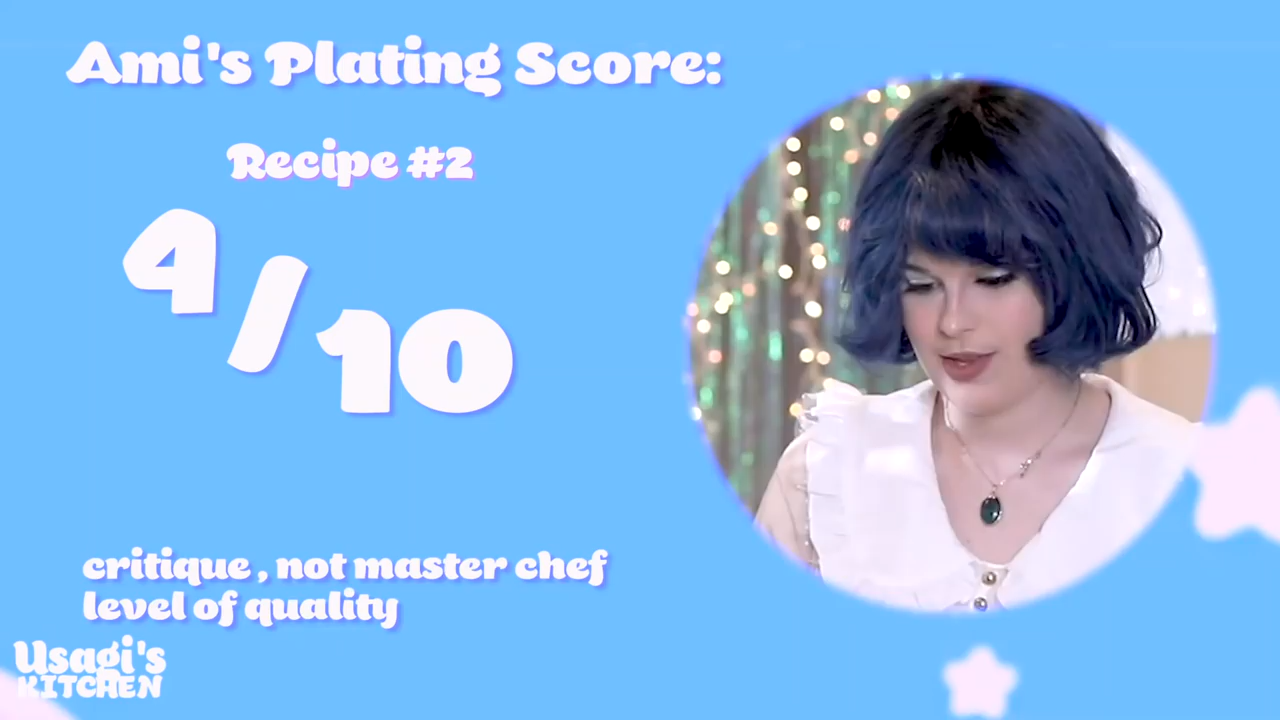 Ami's Plating Score:
Recipe #2
4/10
critique , not master chef
level of quality
Usagi's
KITCHEN